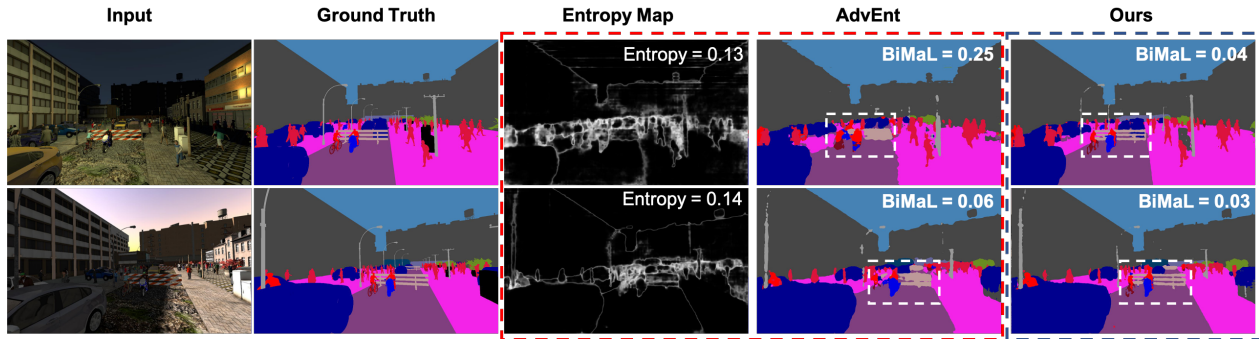 Input Ground Truth Entropy Map AdvEnt Ours
Entropy = 0.13 BiMaL = 0.25 BiMaL = 0.04
Entropy = 0.14 BiMaL = 0.06 BiMaL = 0.03